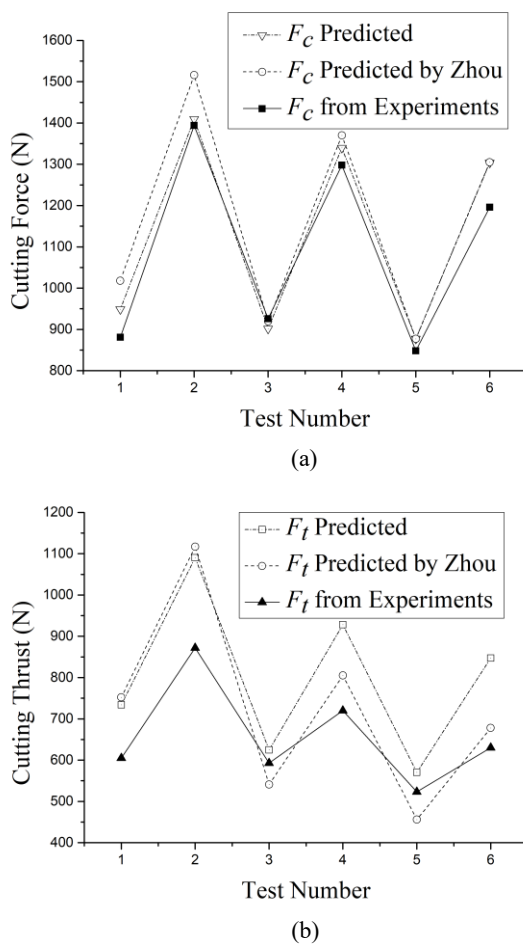 1600
1500
1400
1300
1200
1100
1000
900
800
Cutting Force (N)
F_c Predicted
F_c Predicted by Zhou
F_c from Experiments
1 2 3 4 5 6
Test Number
(a)
1200
1100
1000
900
800
700
600
500
400
Cutting Thrust (N)
F_t Predicted
F_t Predicted by Zhou
F_t from Experiments
1 2 3 4 5 6
Test Number
(b)